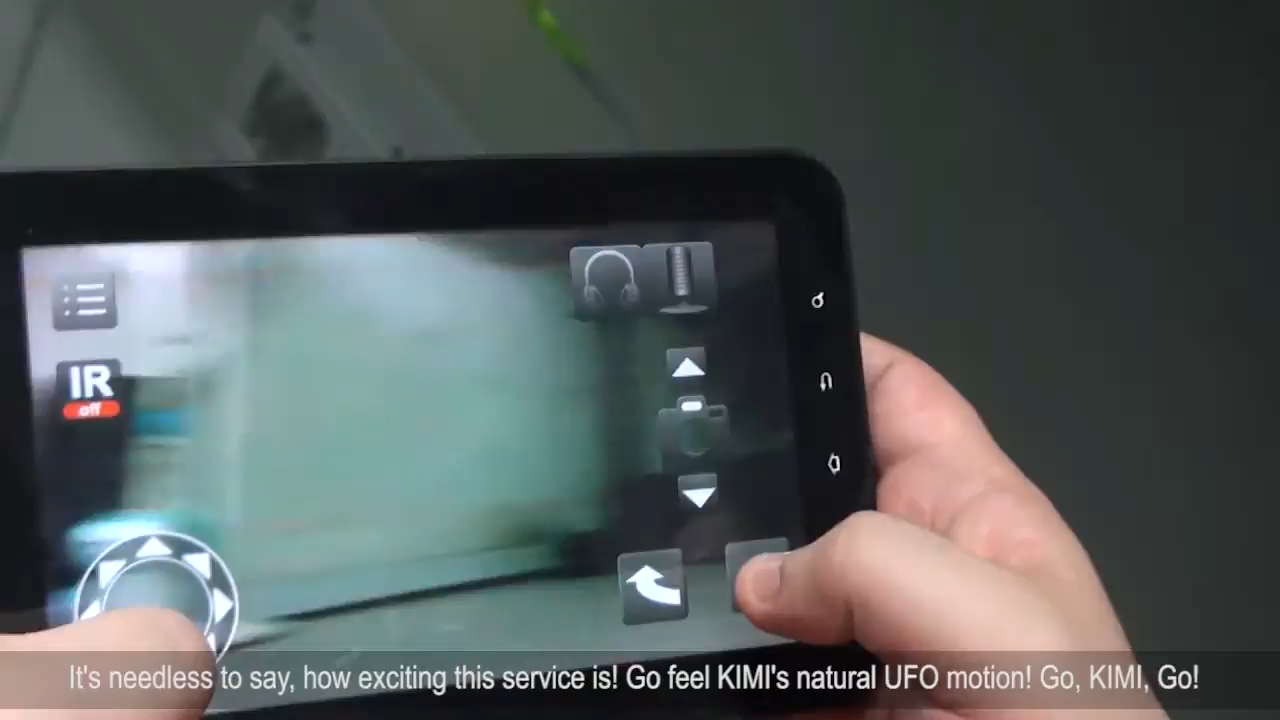 IR
off
It's needless to say, how exciting this service is! Go feel KIMI's natural UFO motion! Go, KIMI, Go!